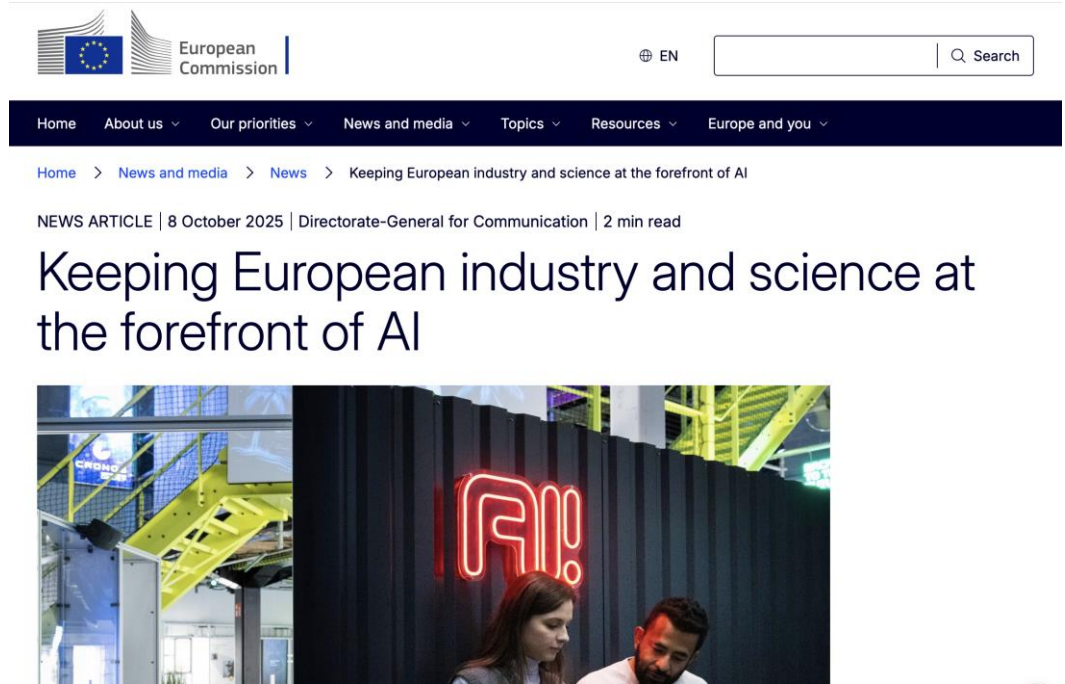 European
Commission
EN
Search
Home About us Our priorities News and media Topics Resources Europe and you
Home > News and media > News > Keeping European industry and science at the forefront of AI
NEWS ARTICLE | 8 October 2025 | Directorate-General for Communication | 2 min read
Keeping European industry and science at
the forefront of AI
CRONOS
AI!